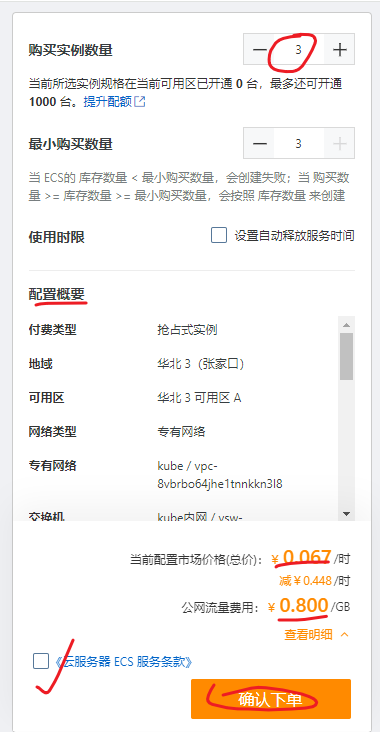 购买实例数量
3
当前所选实例规格在当前可用区已开通 0 台，最多还可开通
1000 台。提升配额
最小购买数量
3
当 ECS的 库存数量 < 最小购买数量，会创建失败；当 购买数
量 >= 库存数量 >= 最小购买数量，会按照 库存数量 来创建
使用时限 设置自动释放服务时间
配置概要
付费类型 抢占式实例
地域 华北 3（张家口）
可用区 华北 3 可用区 A
网络类型 专有网络
专有网络 kube / vpc-
8vbrbo64jhe1tnnkkn3l8
交换机 kube内网 / vsw-
当前配置市场价格(总价): ¥ 0.067 /时
减 ¥ 0.448 /时
公网流量费用: ¥ 0.800 /GB
查看明细
《云服务器 ECS 服务条款》
确认下单